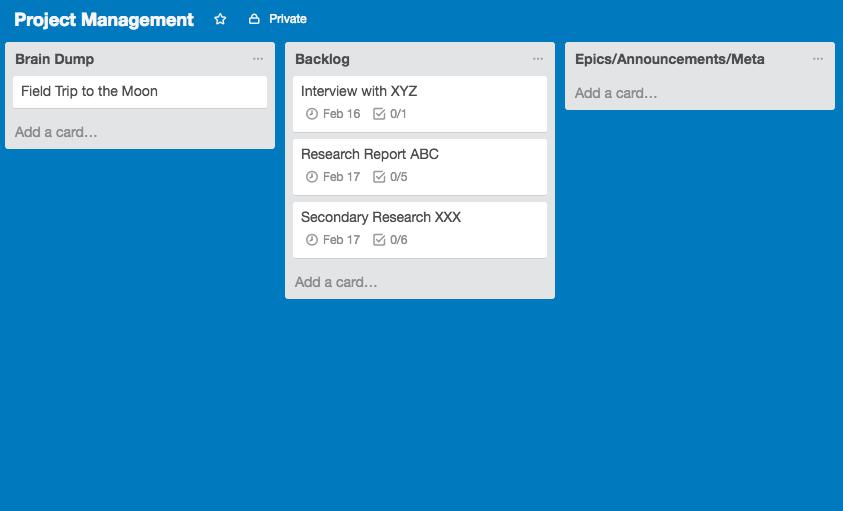 Project Management Private
Brain Dump
Field Trip to the Moon
Add a card…
Backlog
Interview with XYZ
Feb 16 0/1
Research Report ABC
Feb 17 0/5
Secondary Research XXX
Feb 17 0/6
Add a card…
Epics/Announcements/Meta
Add a card…